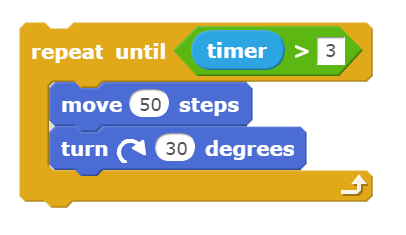 repeat until timer > 3
move 50 steps
turn 30 degrees